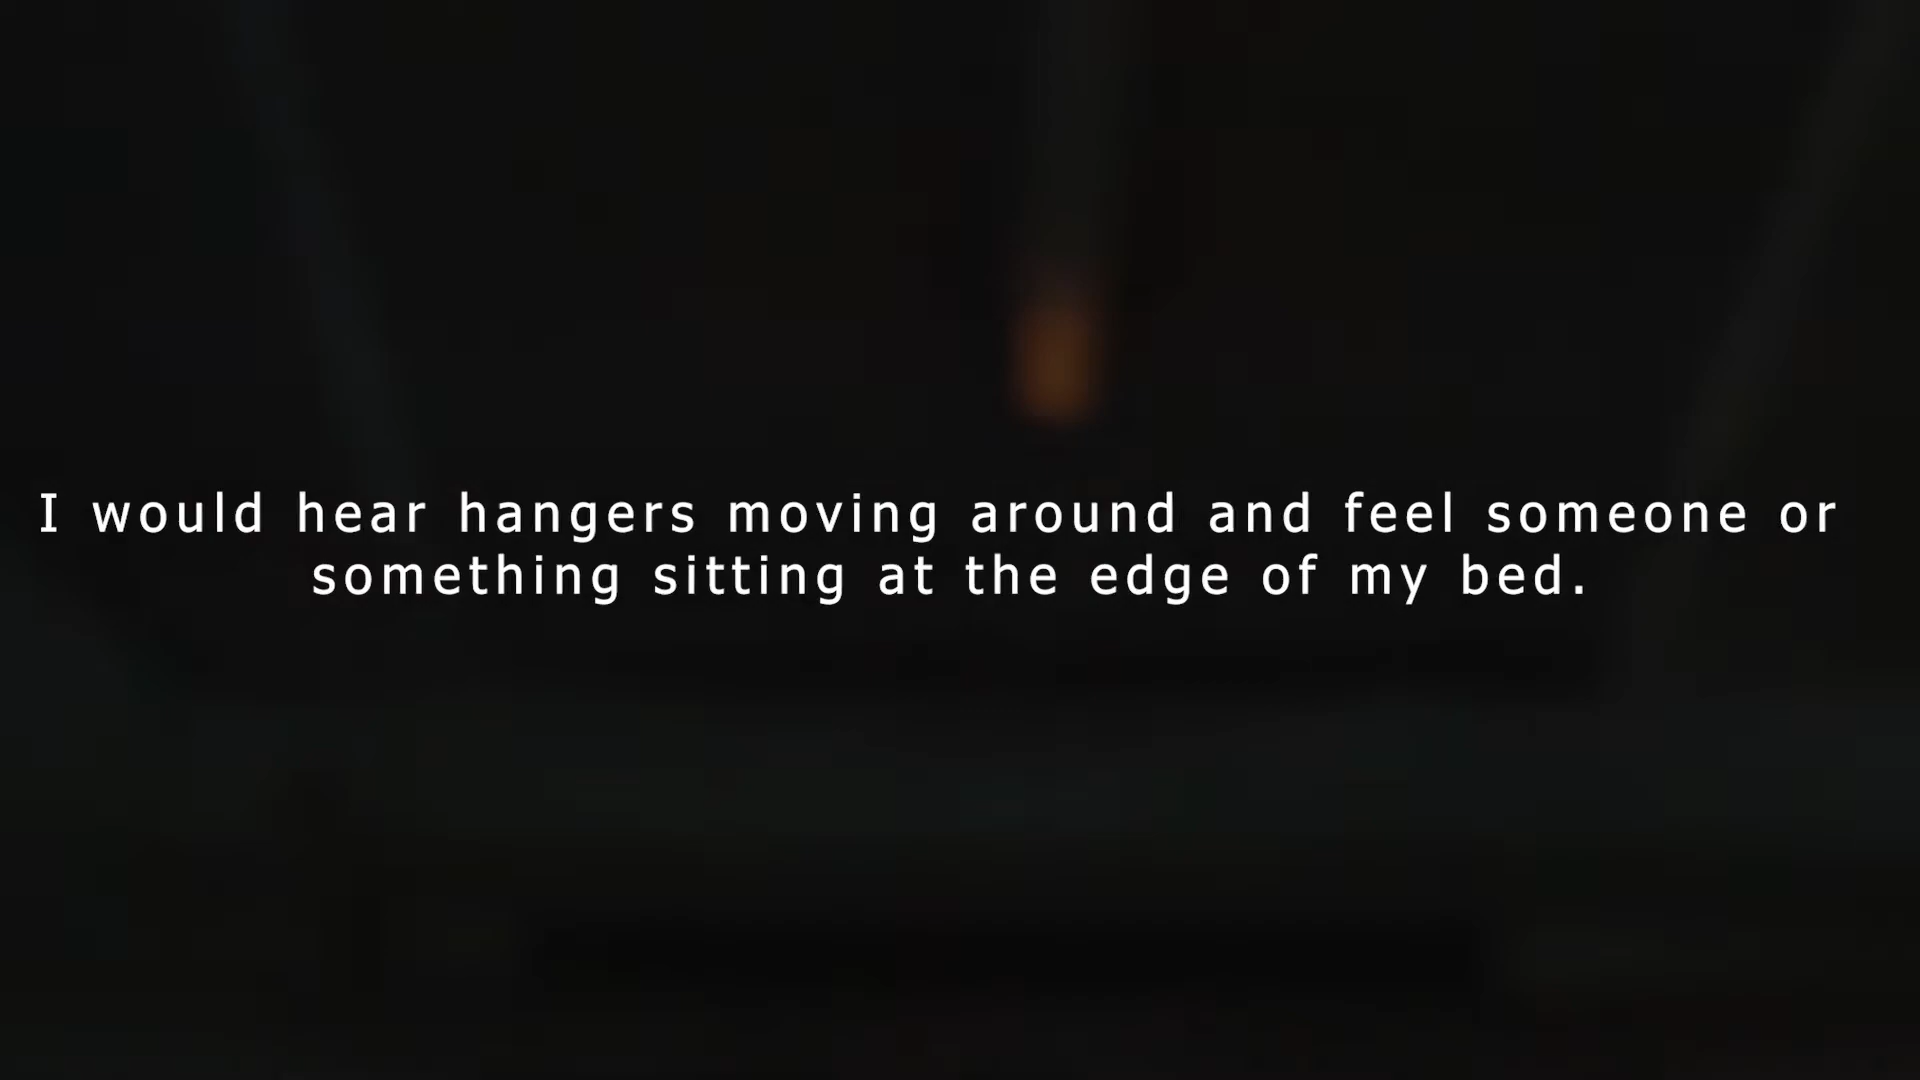 I would hear hangers moving around and feel someone or
something sitting at the edge of my bed.